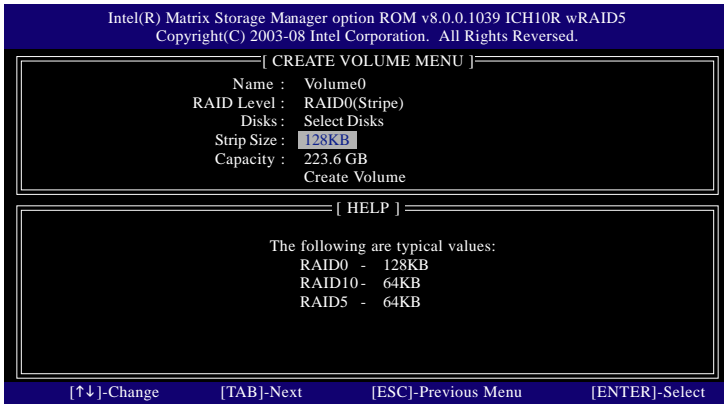 Intel(R) Matrix Storage Manager option ROM v8.0.0.1039 ICH10R wRAID5
Copyright(C) 2003-08 Intel Corporation. All Rights Reversed.
[ CREATE VOLUME MENU ]
Name : Volume0
RAID Level : RAID0(Stripe)
Disks : Select Disks
Strip Size : 128KB
Capacity : 223.6 GB
Create Volume
[ HELP ]
The following are typical values:
RAID0 - 128KB
RAID10 - 64KB
RAID5 - 64KB
[↑↓]-Change [TAB]-Next [ESC]-Previous Menu [ENTER]-Select